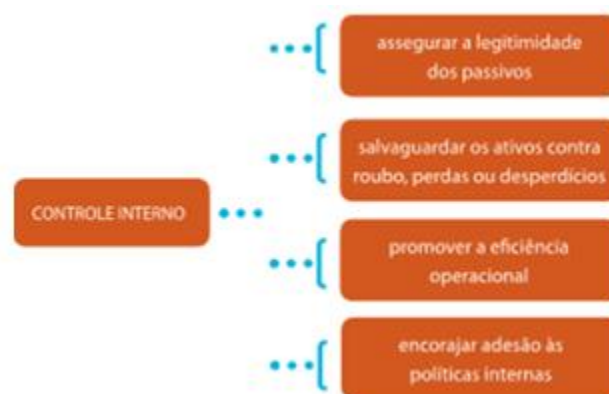 assegurar a legitimidade
dos passivos
salvaguardar os ativos contra
roubo, perdas ou desperdícios
CONTROLE INTERNO
promover a eficiência
operacional
encorajar adesão às
políticas internas